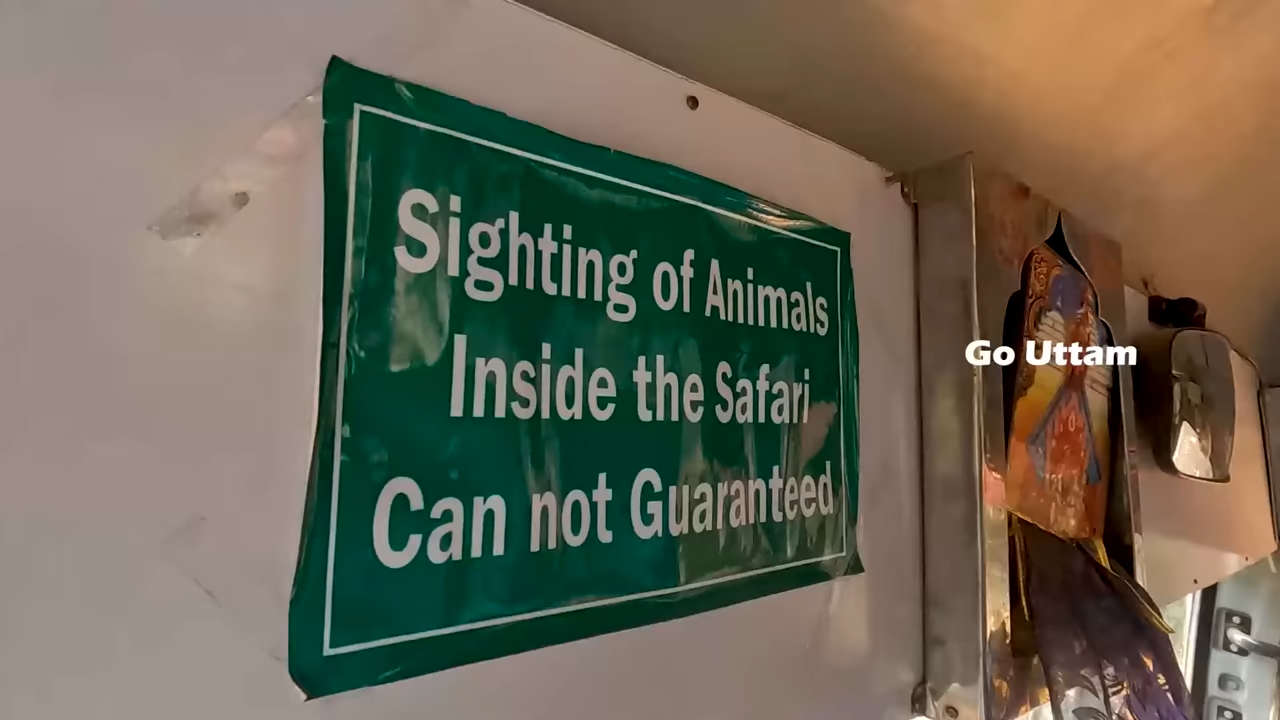 Sighting of Animals
Inside the Safari
Can not Guaranteed
Go Uttam